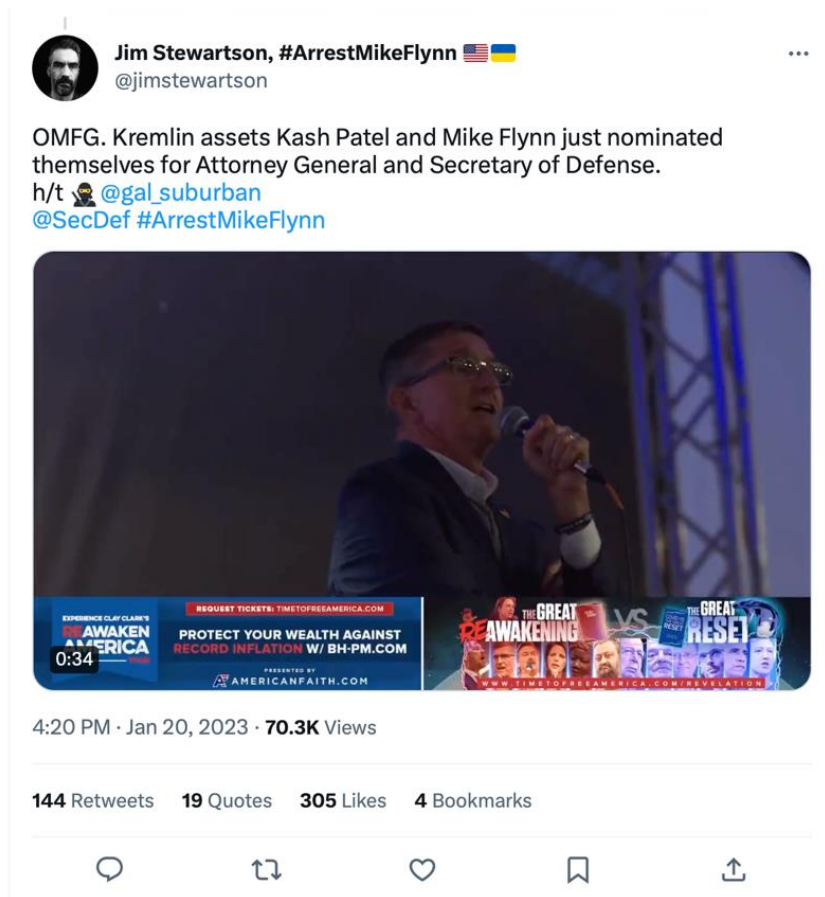 Jim Stewartson, #ArrestMikeFlynn 🇺🇸🇺🇦
@jimstewartson
OMFG. Kremlin assets Kash Patel and Mike Flynn just nominated
themselves for Attorney General and Secretary of Defense.
h/t 🥷 @gal_suburban
@SecDef #ArrestMikeFlynn
EXPERIENCE CLAY CLARK'S
REAWAKEN
AMERICA
TOUR
0:34
REQUEST TICKETS: TIMETOFREEAMERICA.COM
PROTECT YOUR WEALTH AGAINST
RECORD INFLATION W/ BH-PM.COM
PRESENTED BY
AMERICANFAITH.COM
THE GREAT
REAWAKENING
VS
THE GREAT
RESET
WWW.TIMETOFREEAMERICA.COM/REVELATION
4:20 PM · Jan 20, 2023 · 70.3K Views
144 Retweets 19 Quotes 305 Likes 4 Bookmarks